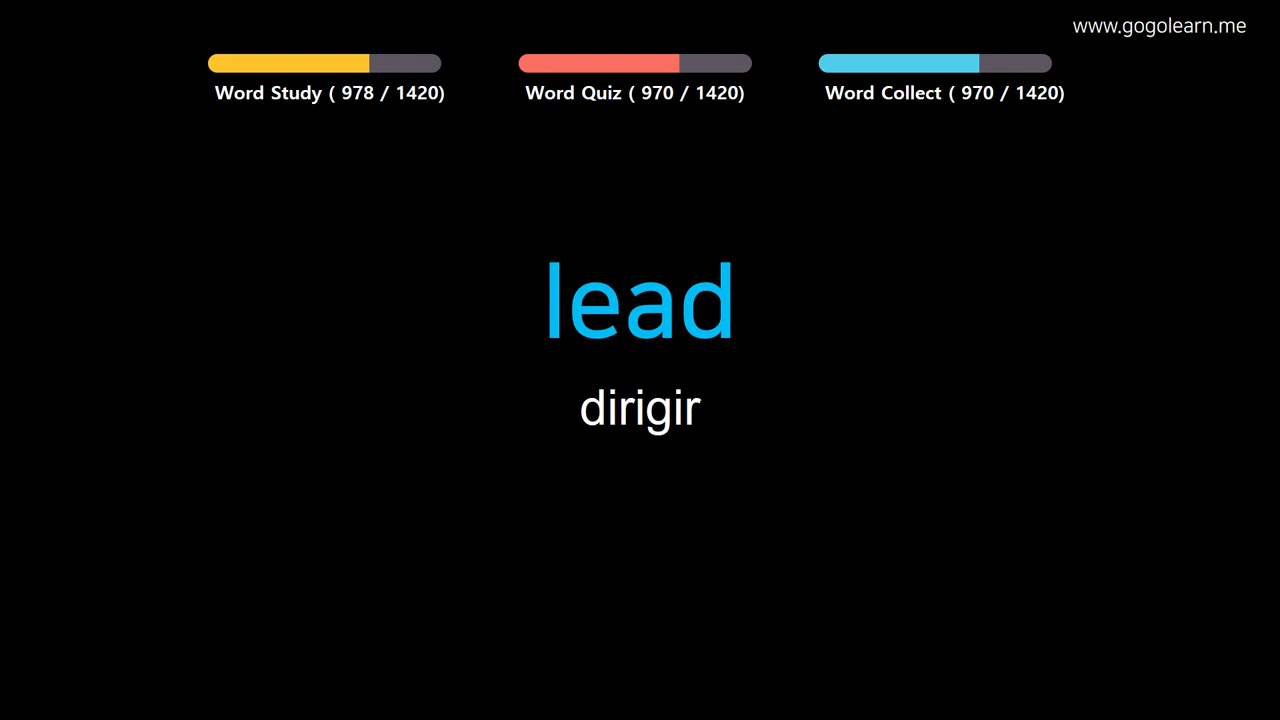 www.gogolearn.me
Word Study ( 978 / 1420)
Word Quiz ( 970 / 1420)
Word Collect ( 970 / 1420)
lead
dirigir